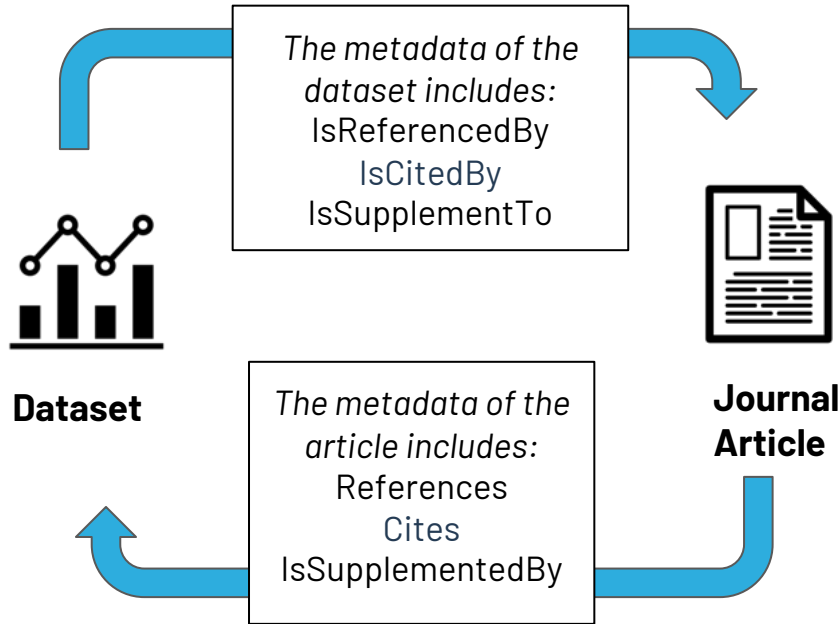 The metadata of the
dataset includes:
IsReferencedBy
IsCitedBy
IsSupplementTo
Dataset
Journal
Article
The metadata of the
article includes:
References
Cites
IsSupplementedBy